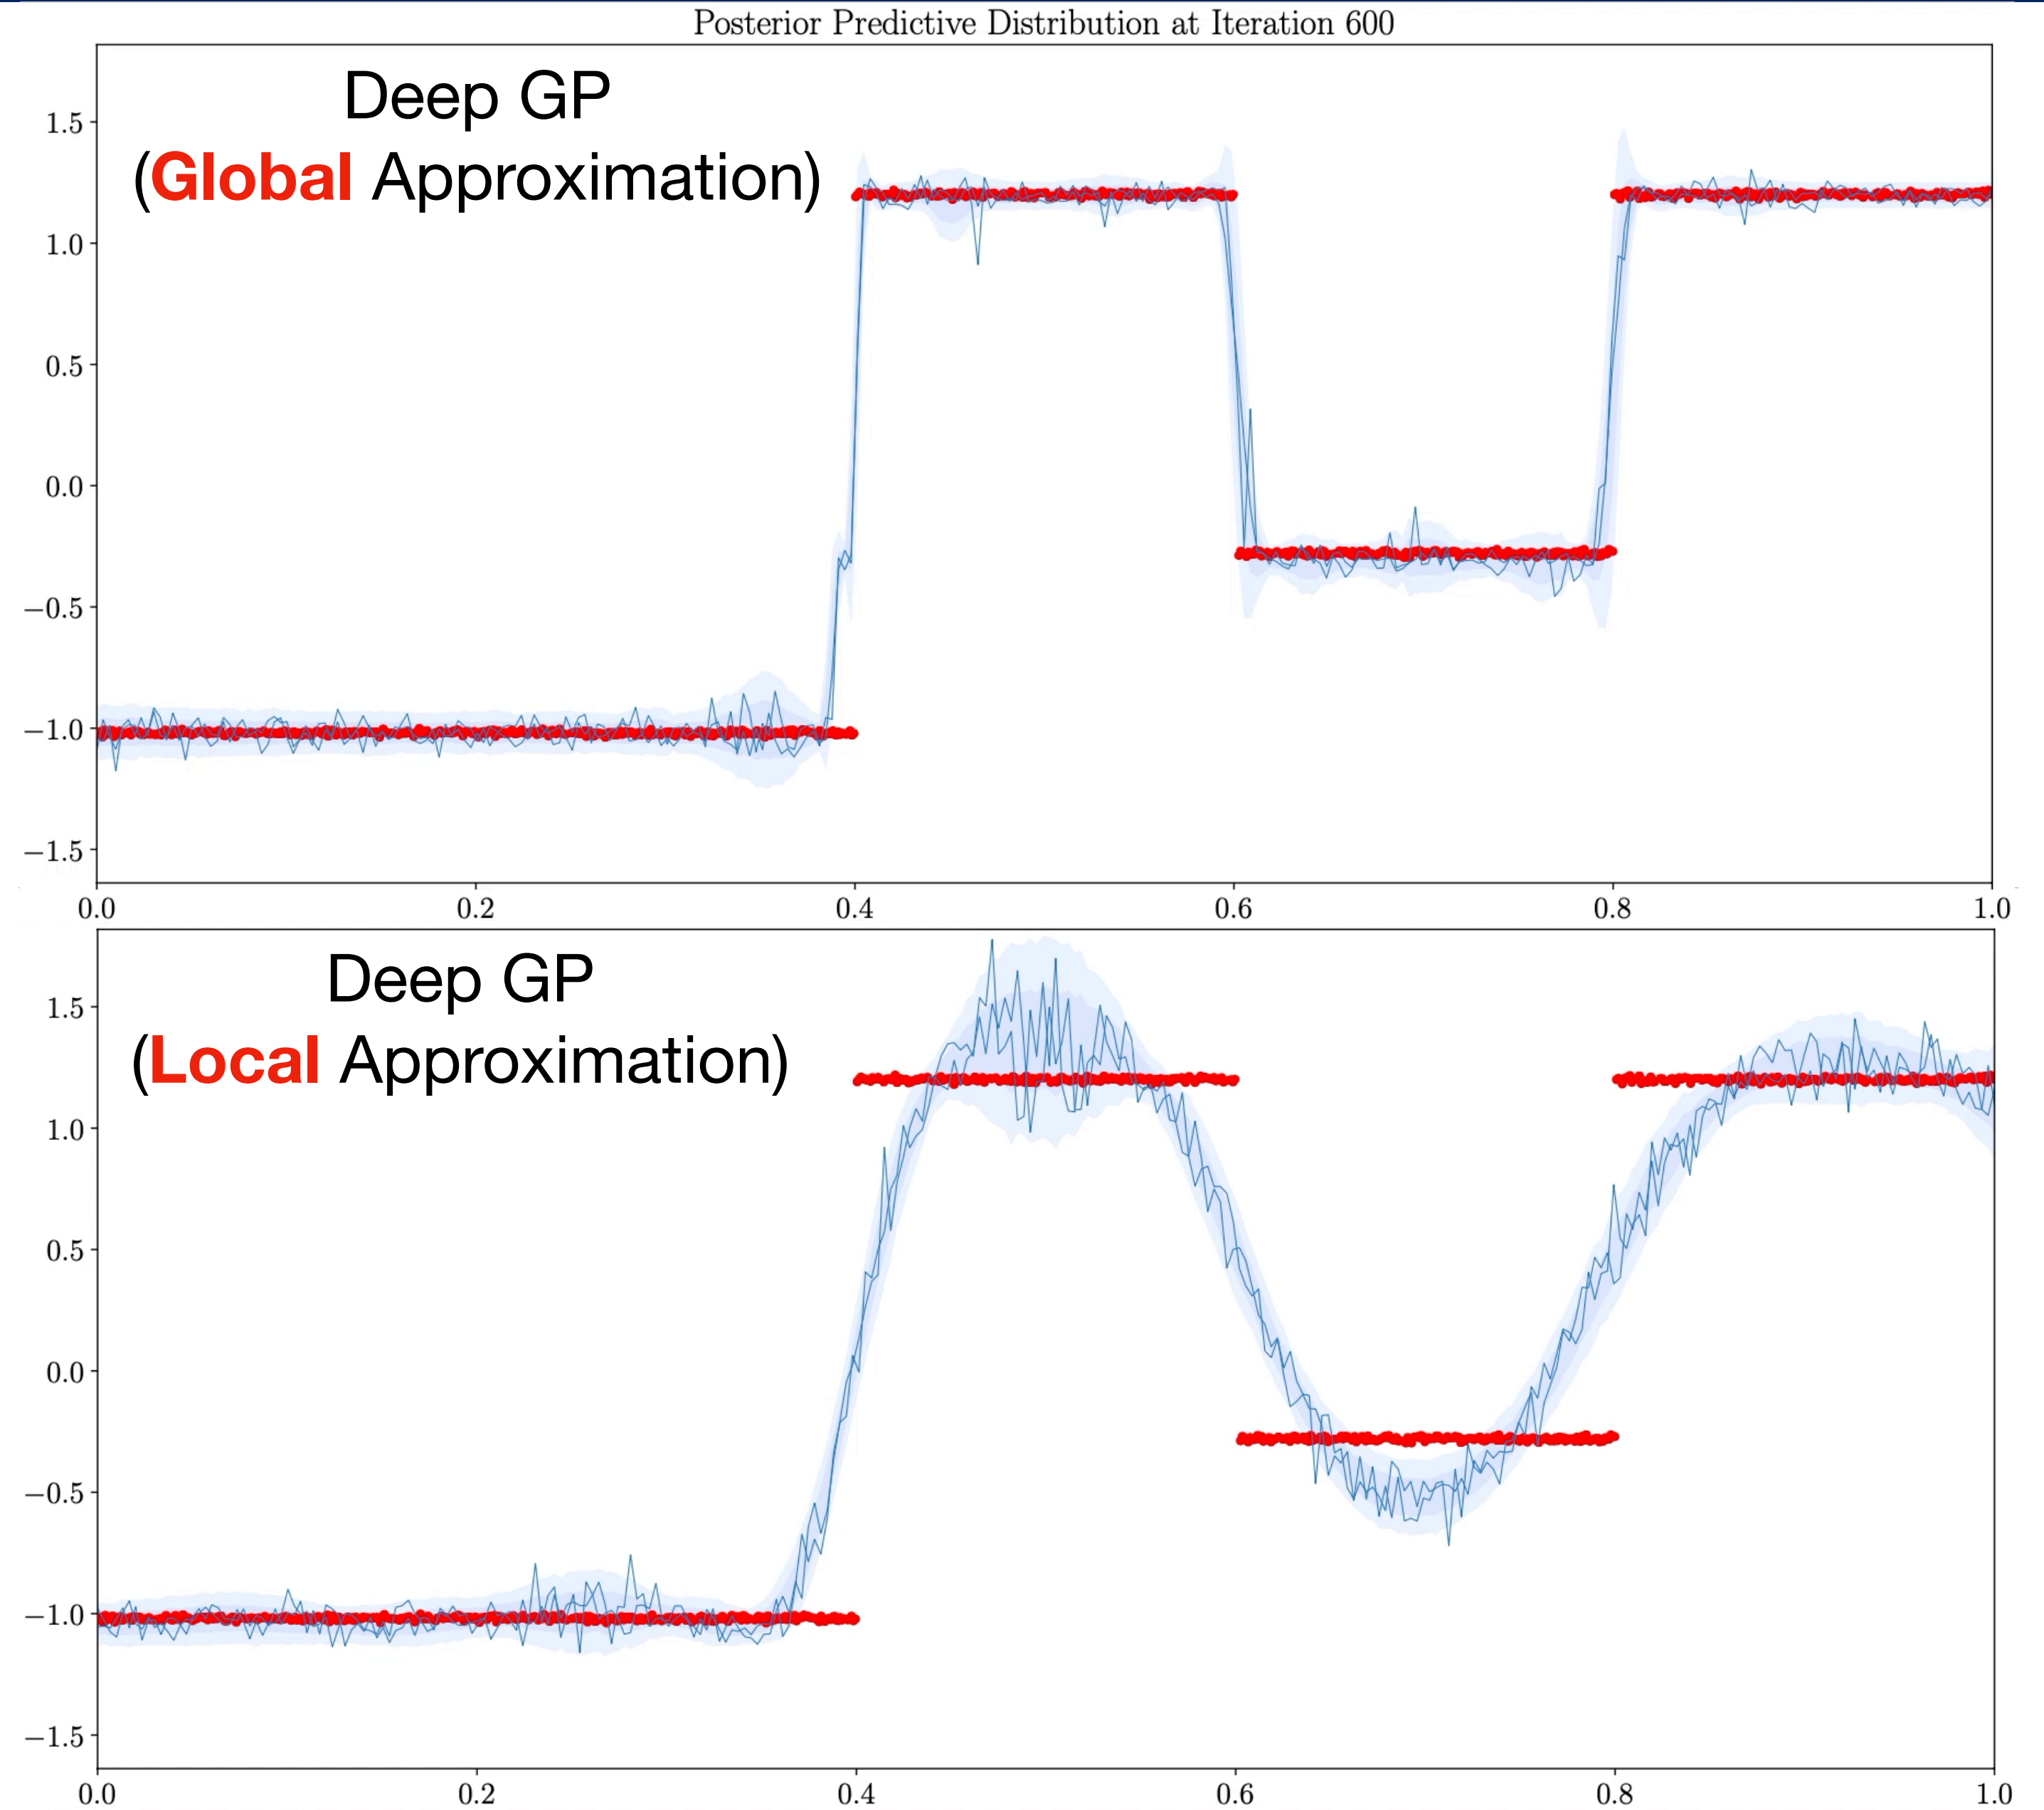 Posterior Predictive Distribution at Iteration 600
Deep GP
(Global Approximation)
1.5
1.0
0.5
0.0
−0.5
−1.0
−1.5
0.0 0.2 0.4 0.6 0.8 1.0
Deep GP
(Local Approximation)
1.5
1.0
0.5
0.0
−0.5
−1.0
−1.5
0.0 0.2 0.4 0.6 0.8 1.0